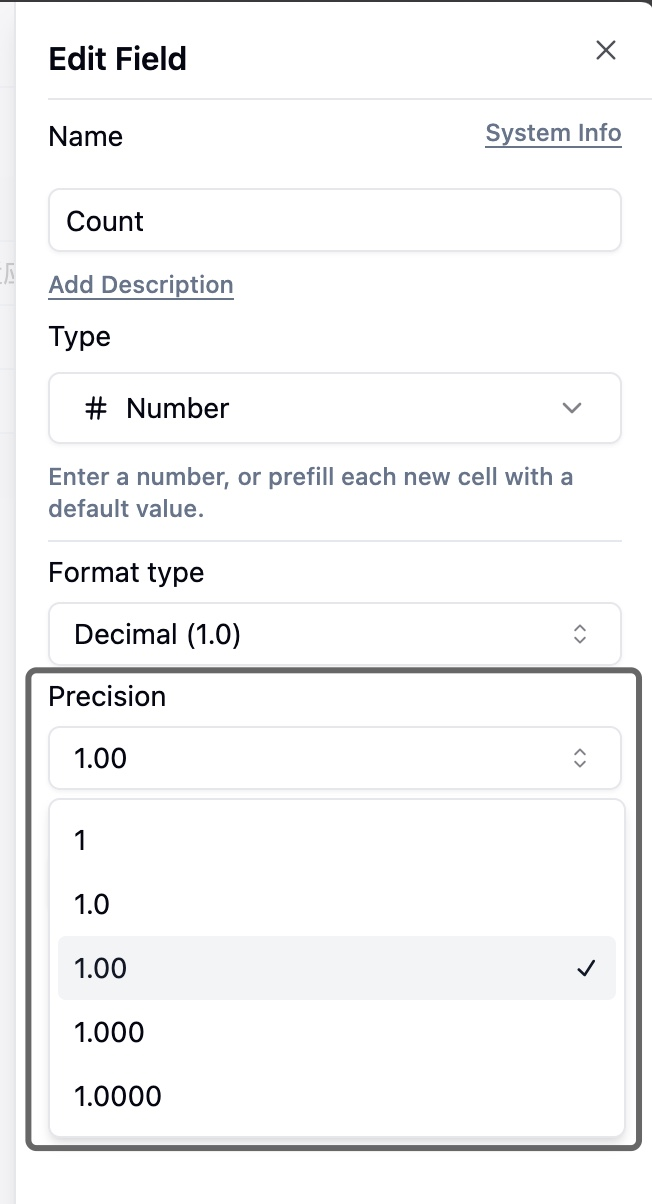 Edit Field
Name
System Info
Count
Add Description
Type
# Number
Enter a number, or prefill each new cell with a
default value.
Format type
Decimal (1.0)
Precision
1.00
1
1.0
1.00
1.000
1.0000